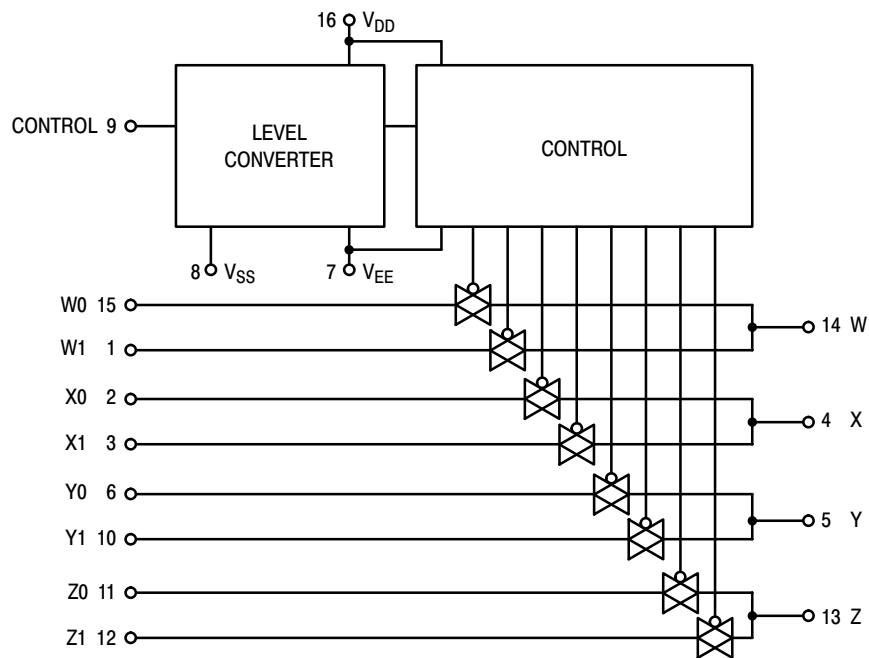 16 VDD
CONTROL 9
LEVEL
CONVERTER
CONTROL
8 VSS
7 VEE
W0 15
14 W
W1 1
X0 2
4 X
X1 3
Y0 6
5 Y
Y1 10
Z0 11
13 Z
Z1 12